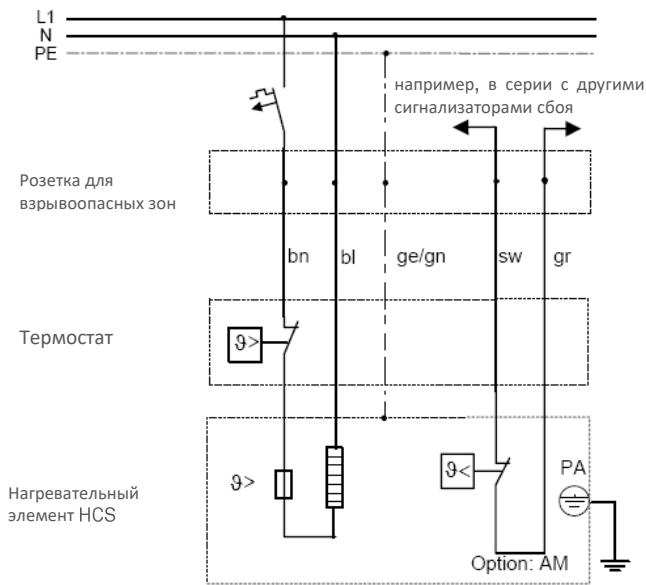 L1
N
PE
например, в серии с другими
сигнализаторами сбоя
Розетка для
взрывоопасных зон
bn
bl
ge/gn
sw
gr
Термостат
ϑ>
ϑ>
ϑ<
PA
Нагревательный
элемент HCS
Option: AM